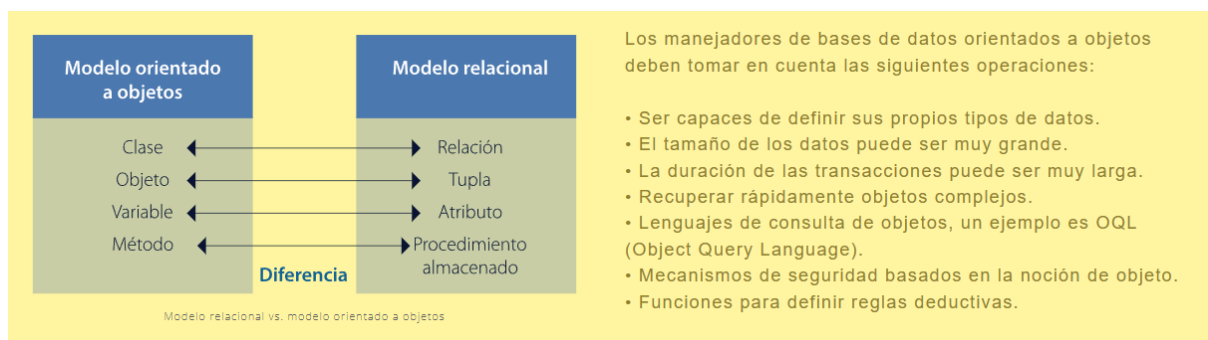 Modelo orientado
a objetos
Modelo relacional
Clase
Relación
Objeto
Tupla
Variable
Atributo
Método
Procedimiento
almacenado
Diferencia
Modelo relacional vs. modelo orientado a objetos
Los manejadores de bases de datos orientados a objetos
deben tomar en cuenta las siguientes operaciones:
• Ser capaces de definir sus propios tipos de datos.
• El tamaño de los datos puede ser muy grande.
• La duración de las transacciones puede ser muy larga.
• Recuperar rápidamente objetos complejos.
• Lenguajes de consulta de objetos, un ejemplo es OQL
(Object Query Language).
• Mecanismos de seguridad basados en la noción de objeto.
• Funciones para definir reglas deductivas.